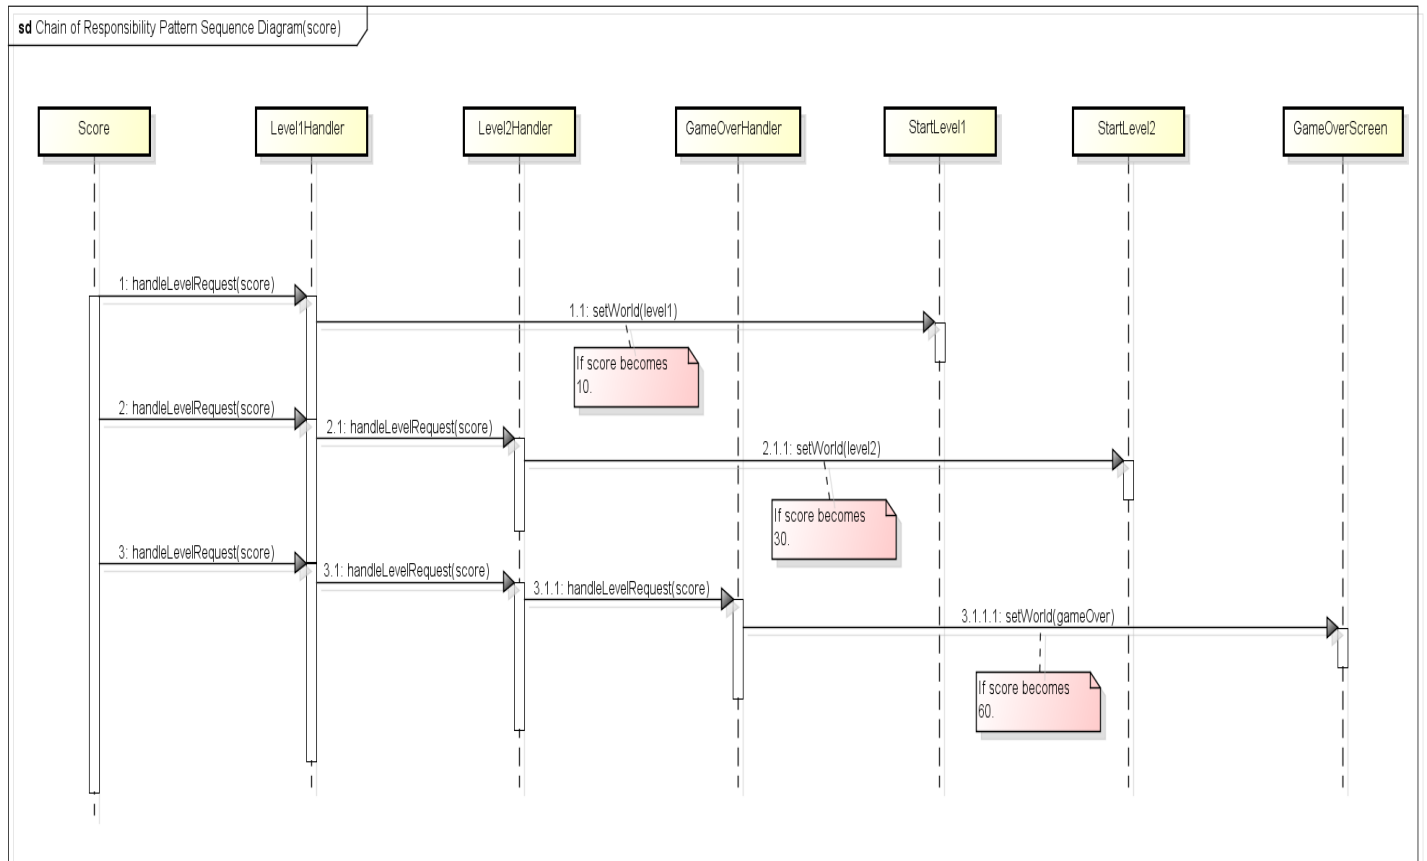 sd Chain of Responsibility Pattern Sequence Diagram(score)
Score
Level1Handler
Level2Handler
GameOverHandler
StartLevel1
StartLevel2
GameOverScreen
1: handleLevelRequest(score)
1.1: setWorld(level1)
If score becomes
10.
2: handleLevelRequest(score)
2.1: handleLevelRequest(score)
2.1.1: setWorld(level2)
If score becomes
30.
3: handleLevelRequest(score)
3.1: handleLevelRequest(score)
3.1.1: handleLevelRequest(score)
3.1.1.1: setWorld(gameOver)
If score becomes
60.